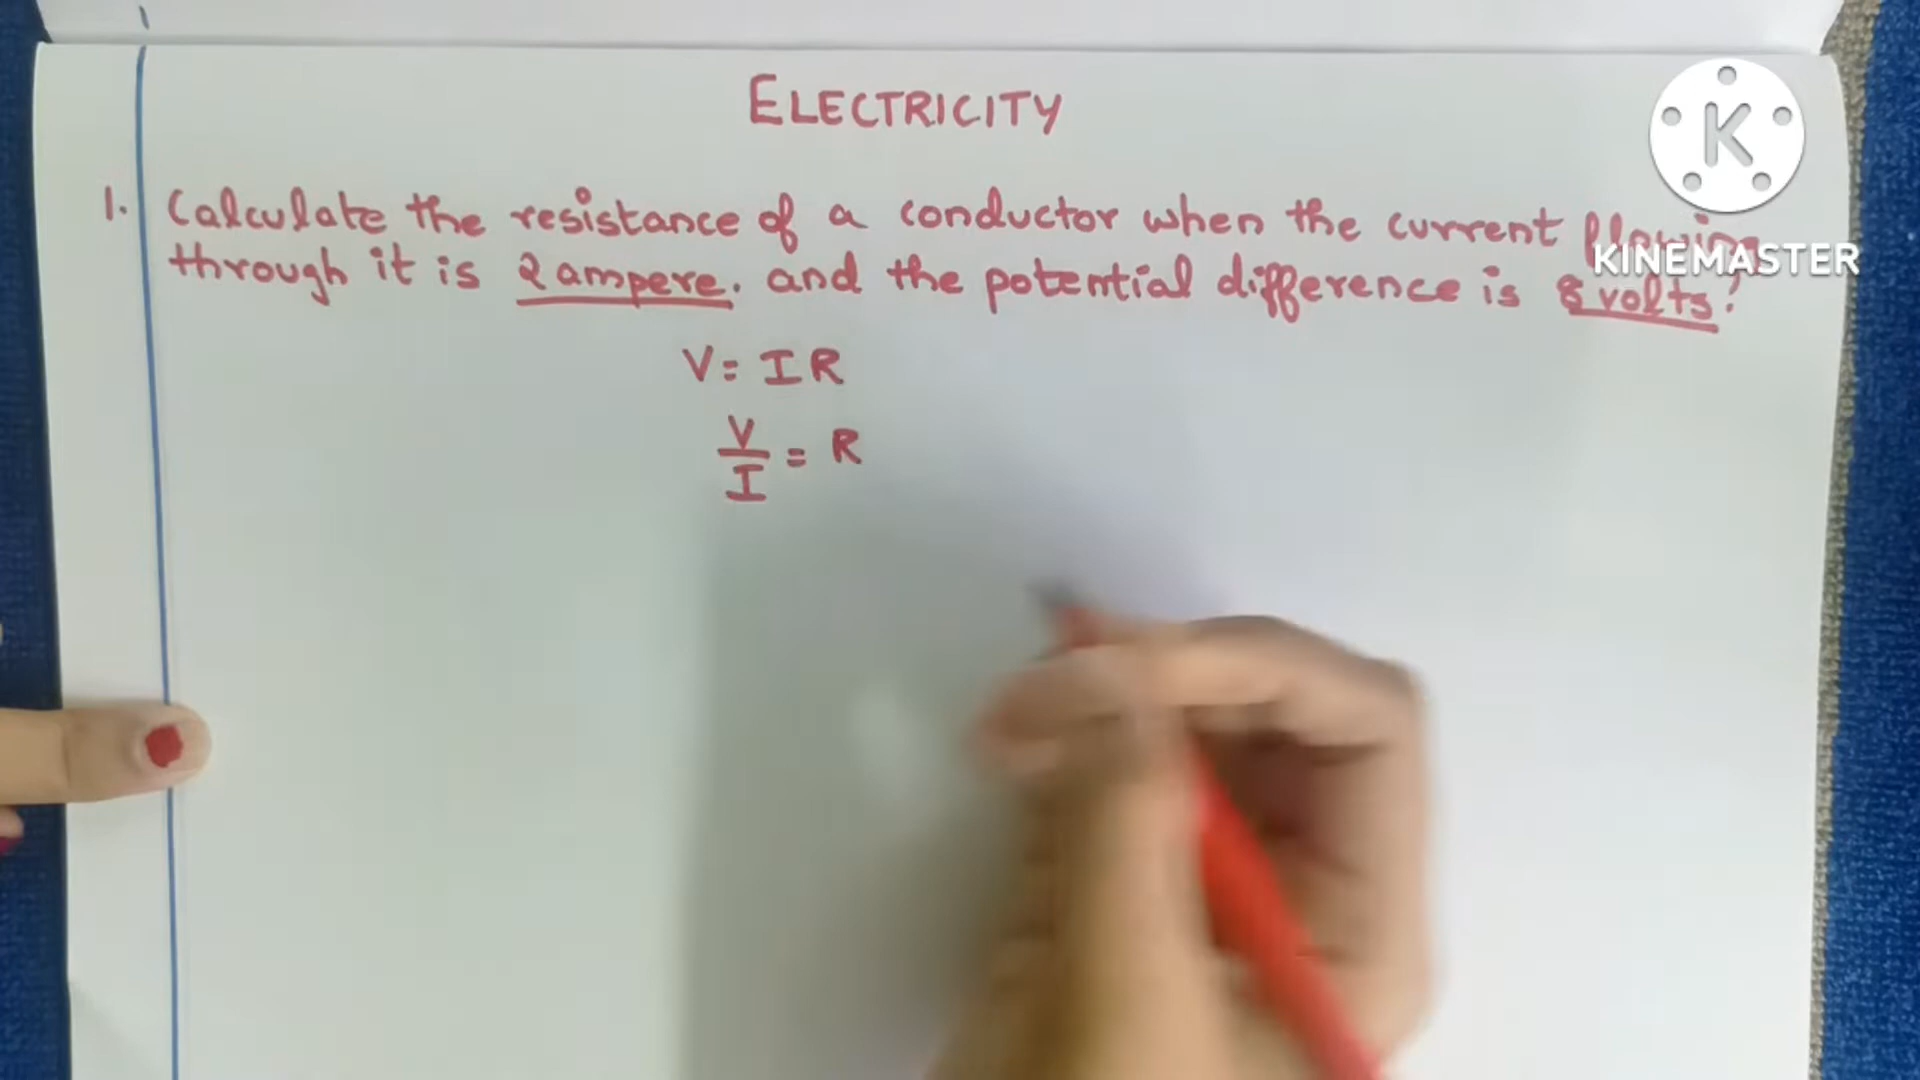 ELECTRICITY
1. Calculate the resistance of a conductor when the current flowing
through it is 2 ampere. and the potential difference is 8 volts?
V = IR
V/I = R
K
KINEMASTER